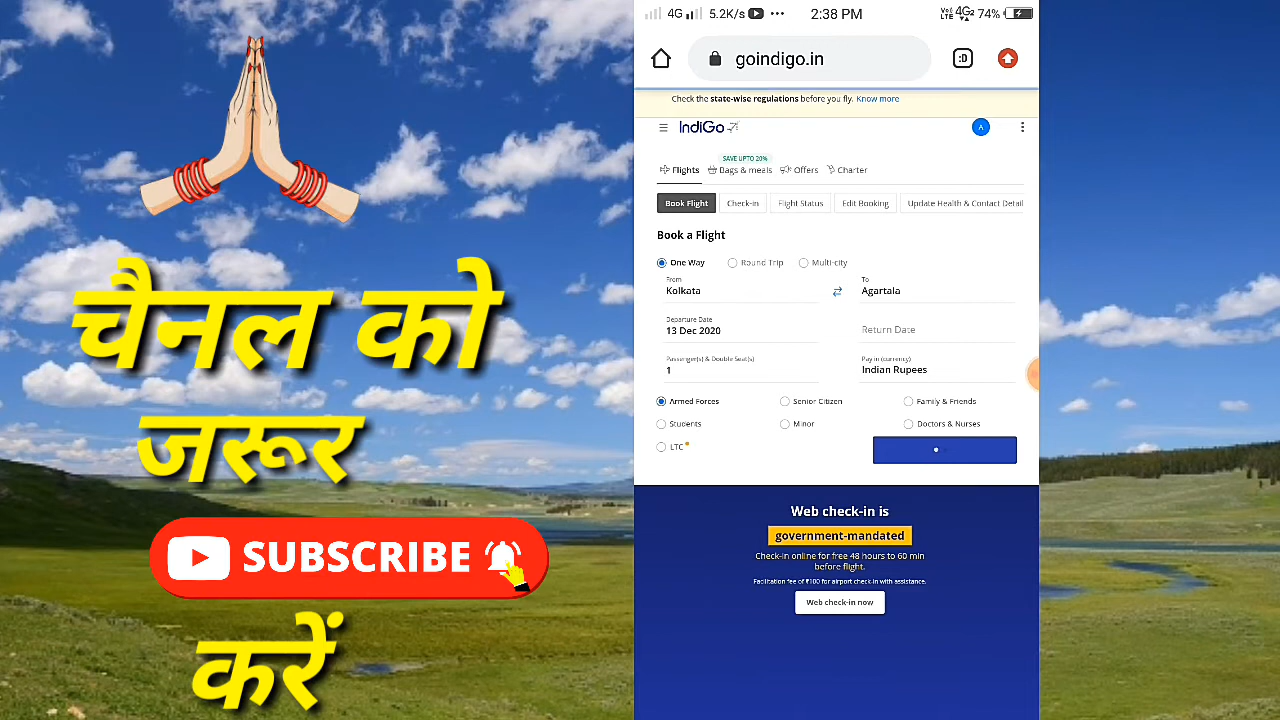 चैनल को
जरूर
SUBSCRIBE
करें
4G 5.2K/s ••• 2:38 PM Vo) LTE 4G2 74%
goindigo.in :D
Check the state-wise regulations before you fly. Know more
IndiGo A
SAVE UPTO 20%
Flights Bags & meals Offers Charter
Book Flight Check-in Flight Status Edit Booking Update Health & Contact Detail
Book a Flight
One Way Round Trip Multi-city
From To
Kolkata Agartala
Departure Date
13 Dec 2020 Return Date
Passenger(s) & Double Seat(s) Pay in (currency)
1 Indian Rupees
Armed Forces Senior Citizen Family & Friends
Students Minor Doctors & Nurses
LTC
Web check-in is
government-mandated
Check-in online for free 48 hours to 60 min
before flight.
Facilitation fee of ₹100 for airport check-in with assistance.
Web check-in now